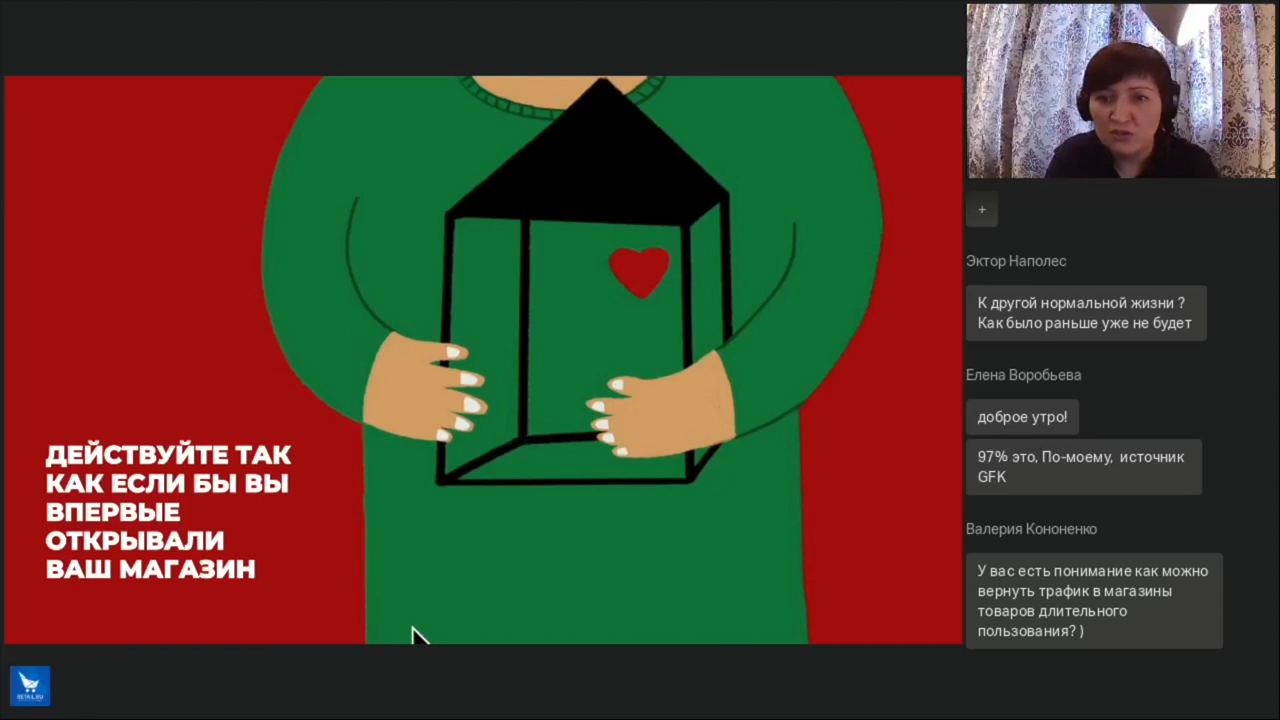 ДЕЙСТВУЙТЕ ТАК
КАК ЕСЛИ БЫ ВЫ
ВПЕРВЫЕ
ОТКРЫВАЛИ
ВАШ МАГАЗИН
+
Эктор Наполес
К другой нормальной жизни ?
Как было раньше уже не будет
Елена Воробьева
доброе утро!
97% это, По-моему, источник
GFK
Валерия Кононенко
У вас есть понимание как можно
вернуть трафик в магазины
товаров длительного
пользования? )
RETAIL.RU